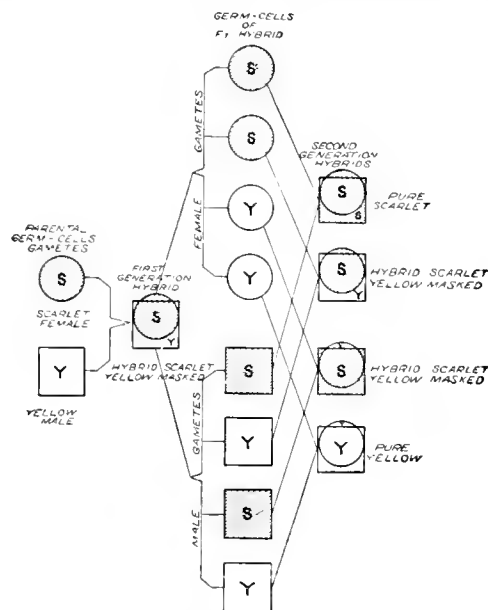 GERM-CELLS
OF
F1 HYBRID
S
S
Y
Y
GAMETES
FEMALE
SECOND
GENERATION
HYBRIDS
S
S
PURE
SCARLET
S
Y
HYBRID SCARLET
YELLOW MASKED
S
HYBRID SCARLET
YELLOW MASKED
Y
PURE
YELLOW
PARENTAL
GERM-CELLS
GAMETES
S
SCARLET
FEMALE
Y
YELLOW
MALE
FIRST
GENERATION
HYBRID
S
Y
HYBRID SCARLET
YELLOW MASKED
GAMETES
MALE
S
Y
S
Y